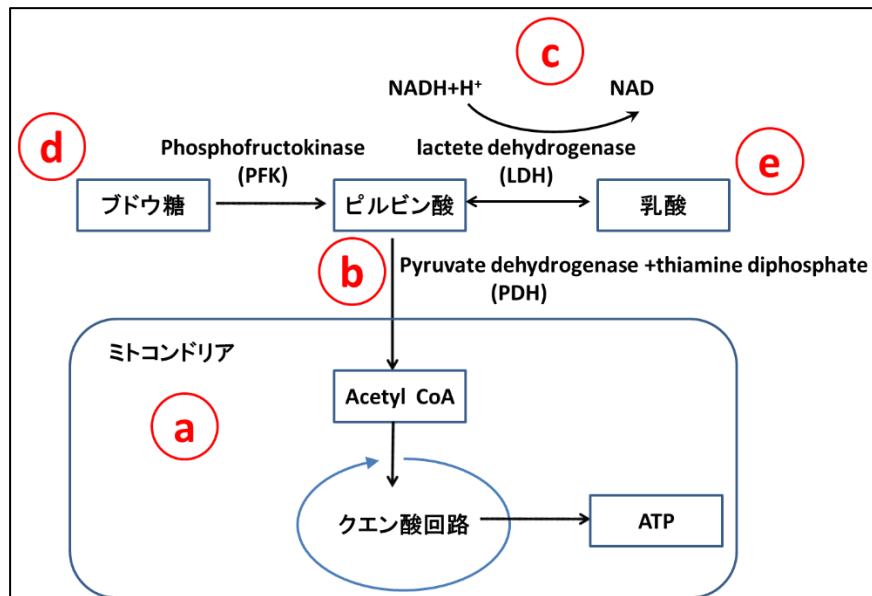 c
NADH+H⁺ NAD
d
Phosphofructokinase
(PFK)
lactete dehydrogenase
(LDH)
e
ブドウ糖
ピルビン酸
乳酸
b
Pyruvate dehydrogenase +thiamine diphosphate
(PDH)
ミトコンドリア
a
Acetyl CoA
クエン酸回路
ATP